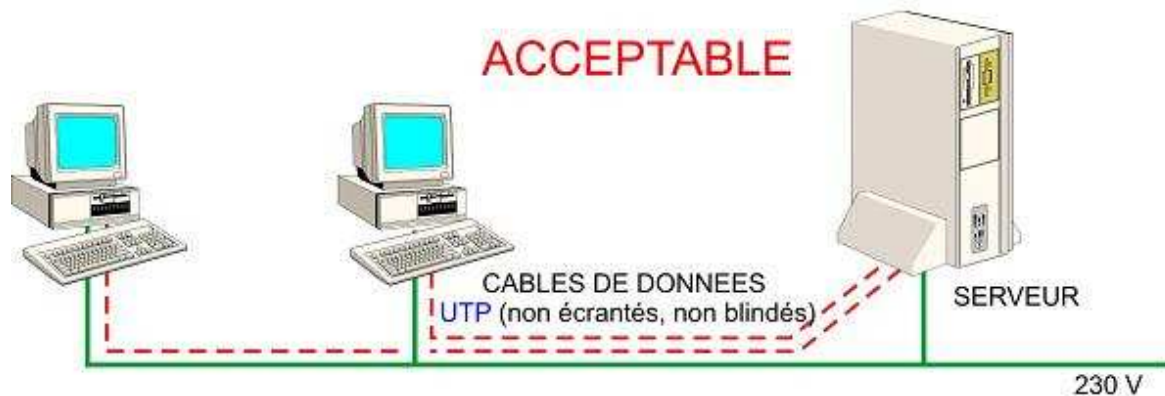 ACCEPTABLE
CABLES DE DONNEES
UTP (non écrantés, non blindés)
SERVEUR
230 V